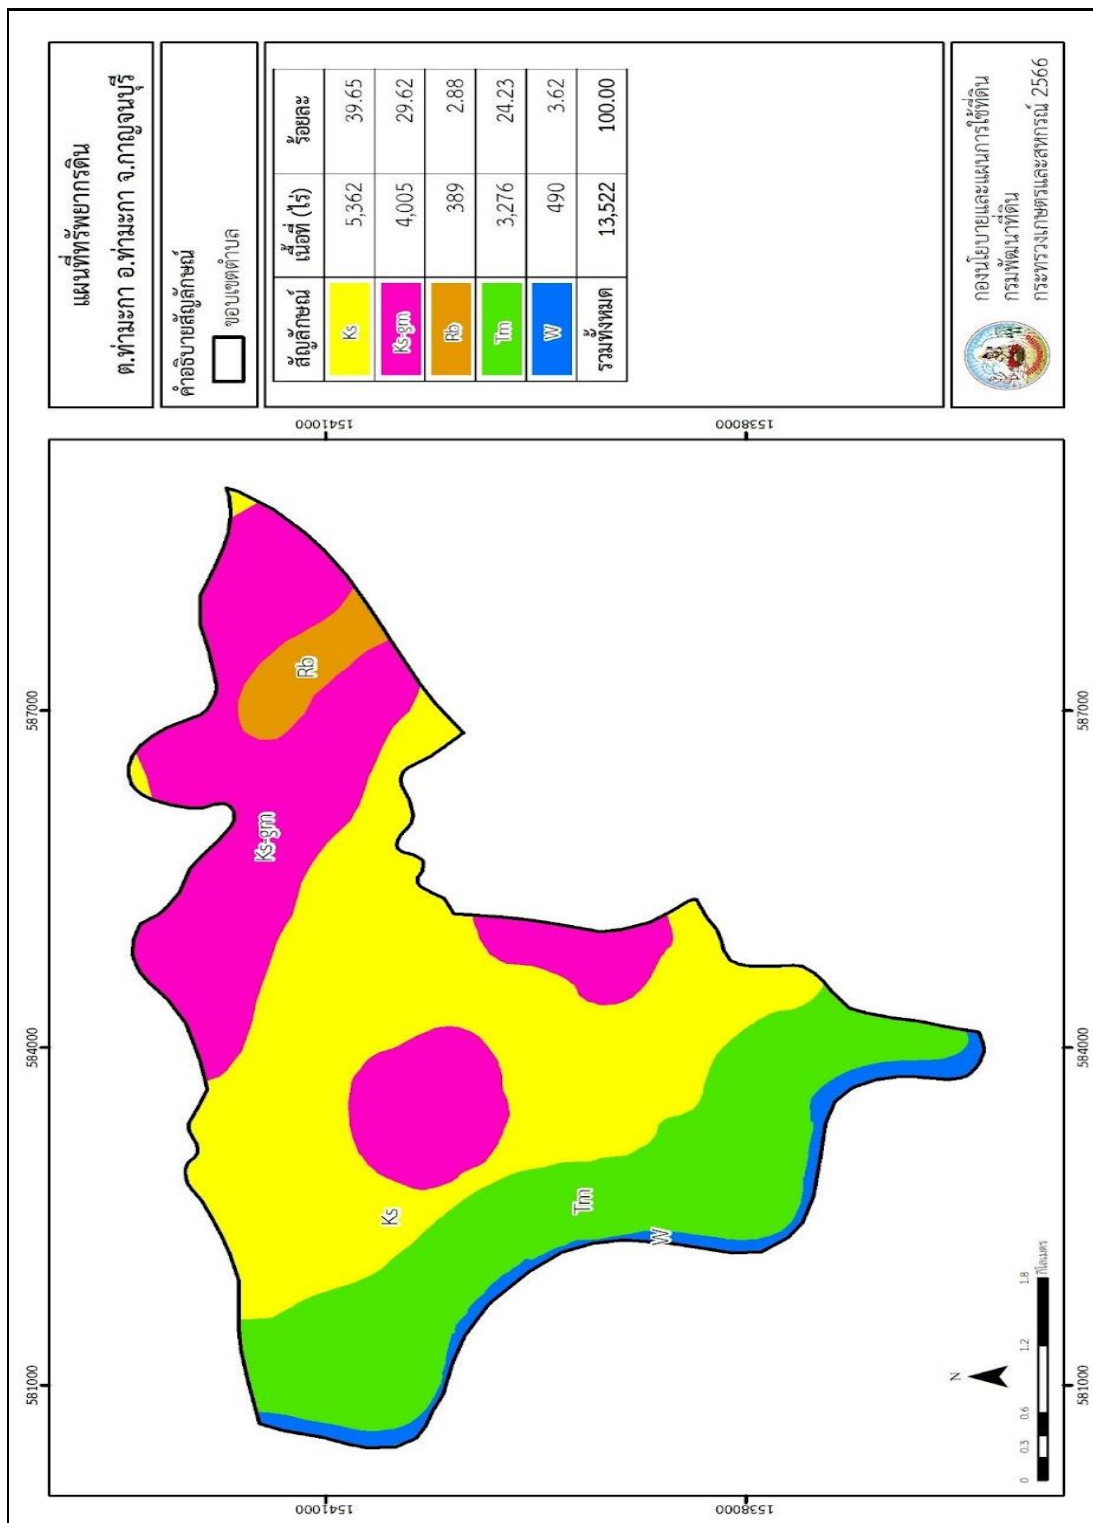 แผนที่ทรัพยากรดิน
ต.ท่ามะกา อ.ท่ามะกา จ.กาญจนบุรี
คำอธิบายสัญลักษณ์
ขอบเขตตำบล
สัญลักษณ์ เนื้อที่ (ไร่) ร้อยละ
Ks 5,362 39.65
Ks-gm 4,005 29.62
Rb 389 2.88
Tm 3,276 24.23
W 490 3.62
รวมทั้งหมด 13,522 100.00
กองนโยบายและแผนการใช้ที่ดิน
กรมพัฒนาที่ดิน
กระทรวงเกษตรและสหกรณ์ 2566
581000 584000 587000
1541000 1541000
1538000 1538000
Ks-gm
Rb
Ks
Tm
W
N
0 0.3 0.6 1.2 1.8
กิโลเมตร
581000 584000 587000